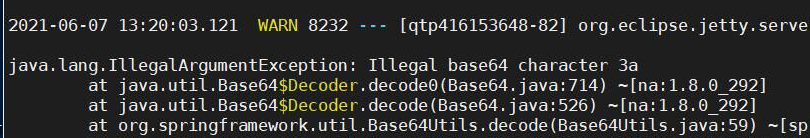 2021-06-07 13:20:03.121  WARN 8232 --- [qtp416153648-82] org.eclipse.jetty.serve
java.lang.IllegalArgumentException: Illegal base64 character 3a
        at java.util.Base64$Decoder.decode0(Base64.java:714) ~[na:1.8.0_292]
        at java.util.Base64$Decoder.decode(Base64.java:526) ~[na:1.8.0_292]
        at org.springframework.util.Base64Utils.decode(Base64Utils.java:59) ~[sp